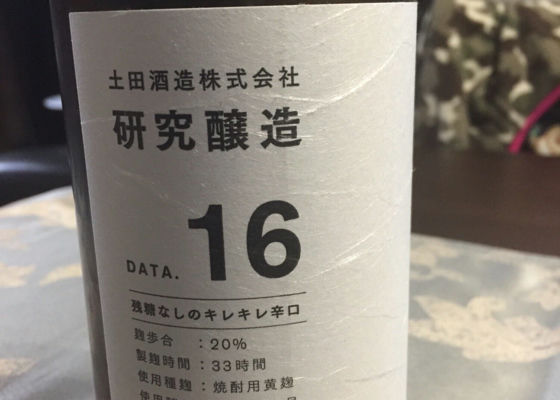 土田酒造株式会社
研究醸造
DATA. 16
残糖なしのキレキレ辛口
麹歩合 : 20%
製麹時間 : 33時間
使用種麹 : 焼酎用黄麹